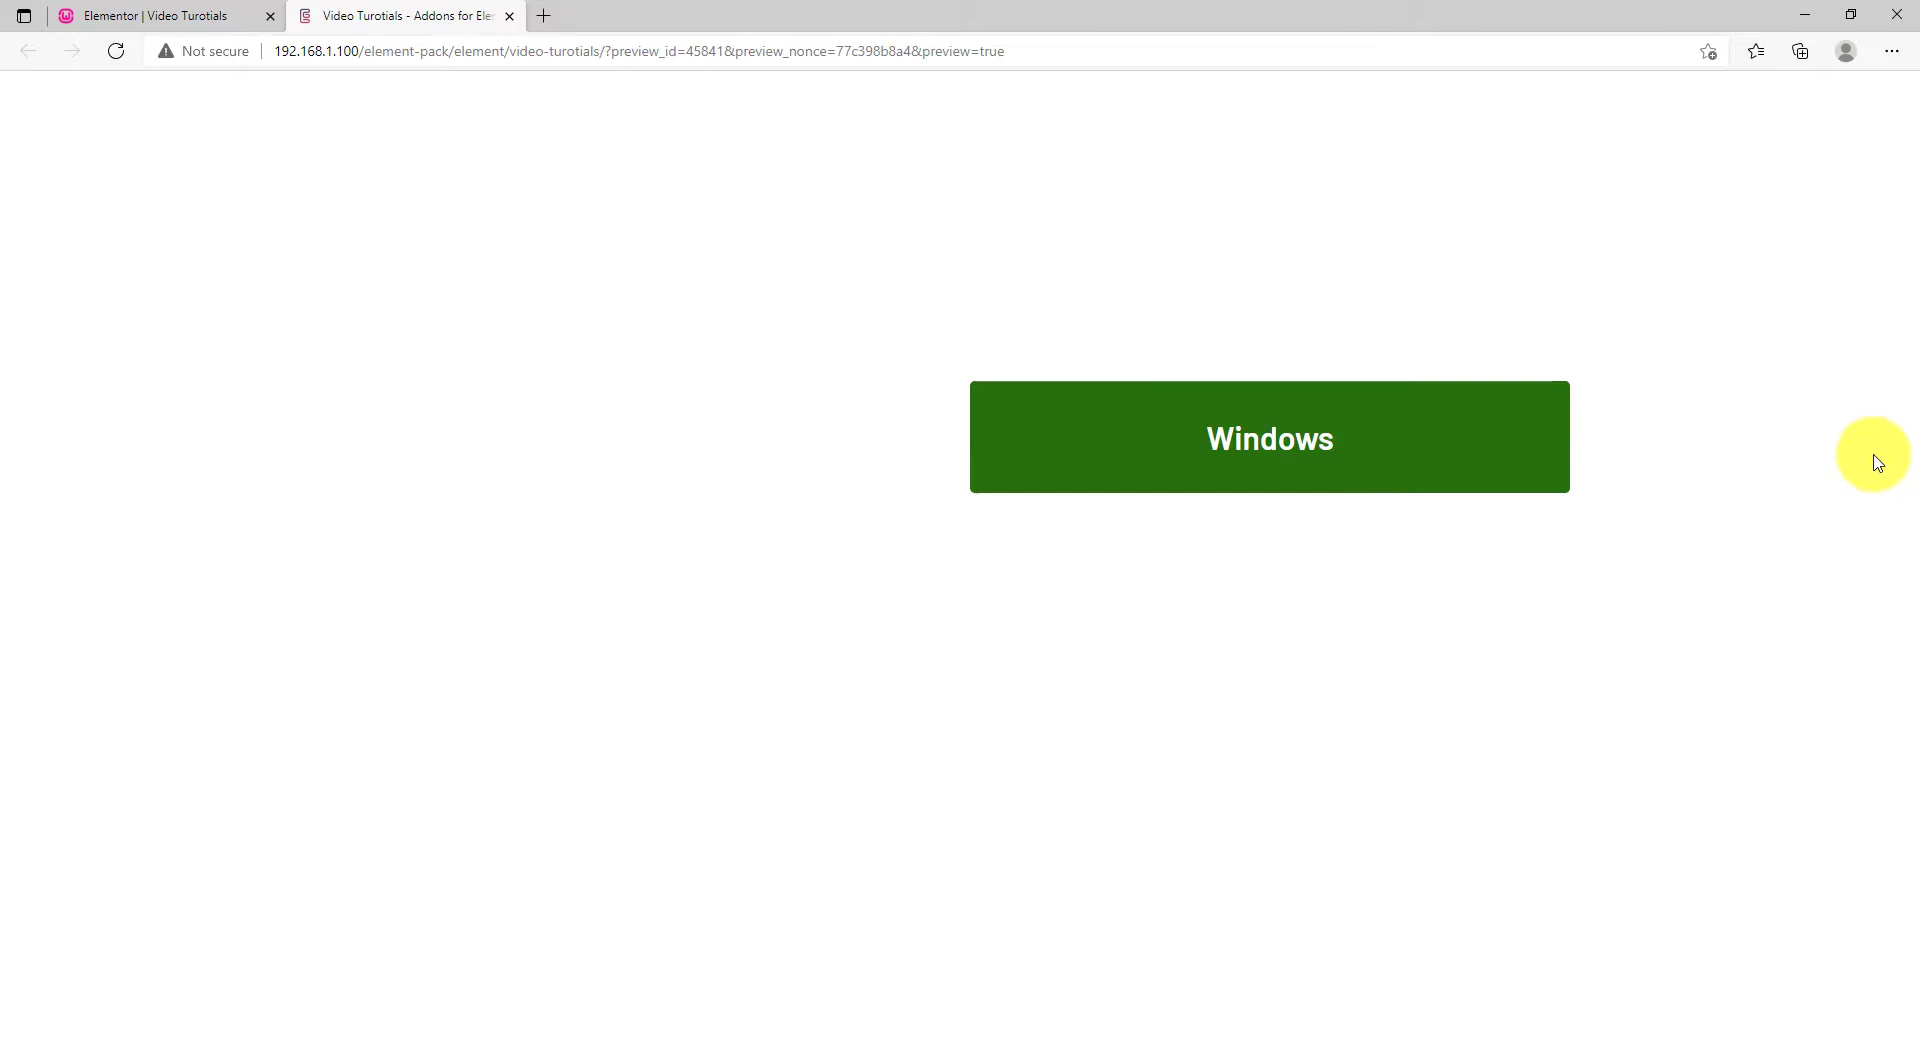 Elementor | Video Turotials
Video Turotials - Addons for Ele
Not secure
192.168.1.100/element-pack/element/video-turotials/?preview_id=45841&preview_nonce=77c398b8a4&preview=true
Windows